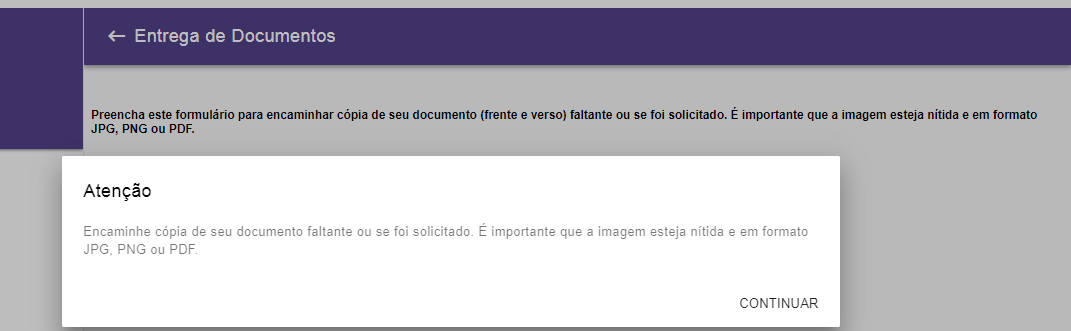 ← Entrega de Documentos
Preencha este formulário para encaminhar cópia de seu documento (frente e verso) faltante ou se foi solicitado. É importante que a imagem esteja nítida e em formato
JPG, PNG ou PDF.
Atenção
Encaminhe cópia de seu documento faltante ou se foi solicitado. É importante que a imagem esteja nítida e em formato
JPG, PNG ou PDF.
CONTINUAR